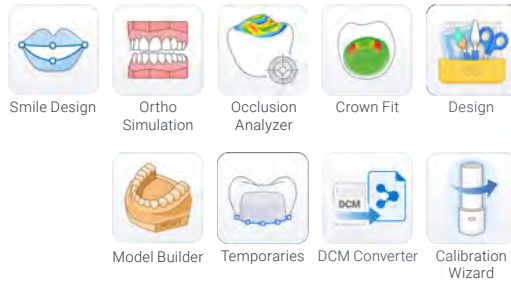 Smile Design
Ortho
Simulation
Occlusion
Analyzer
Crown Fit
Design
DCM
Model Builder
Temporaries
DCM Converter
Calibration
Wizard